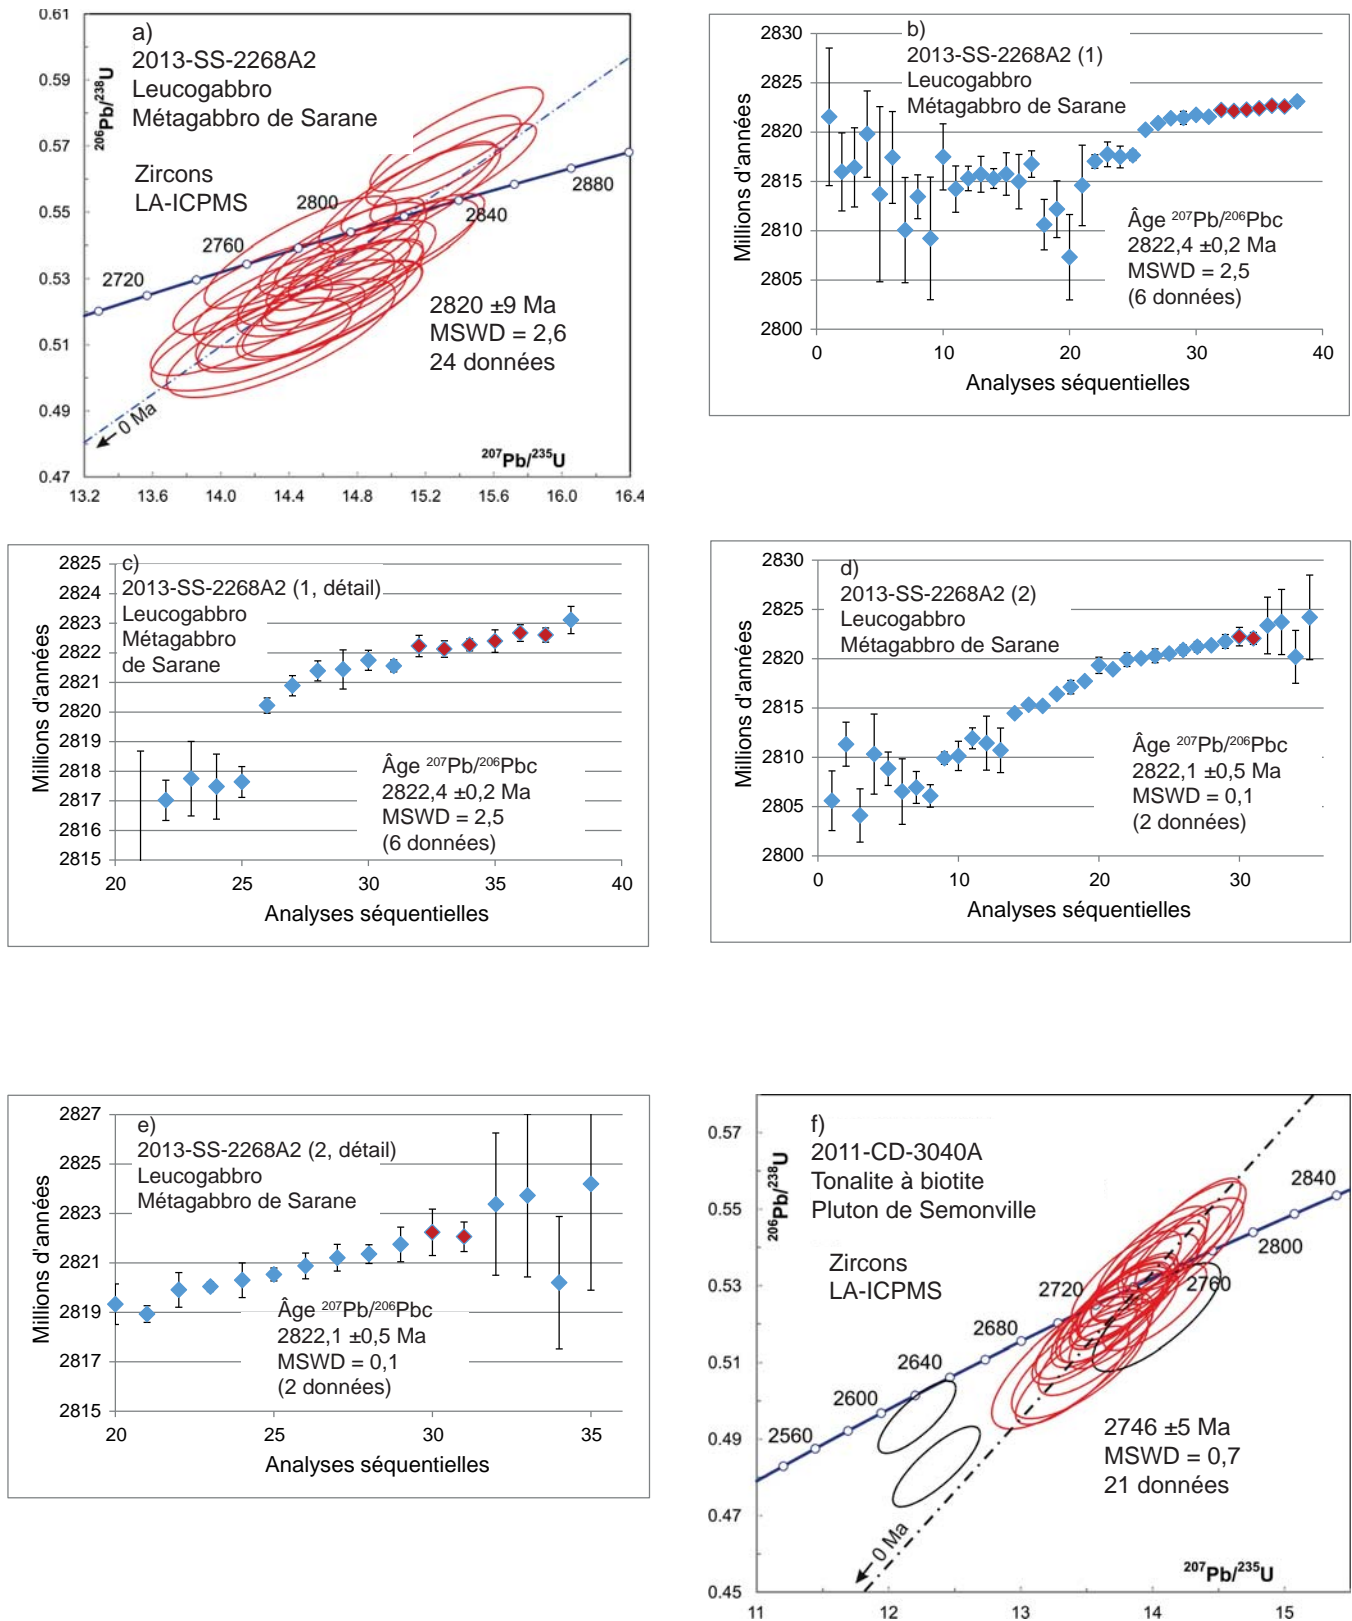 a)
2013-SS-2268A2
Leucogabbro
Métagabbro de Sarane
Zircons
LA-ICPMS
206Pb/238U
0.61
0.59
0.57
0.55
0.53
0.51
0.49
0.47
2720
2760
2800
2840
2880
2820 ±9 Ma
MSWD = 2,6
24 données
0 Ma
207Pb/235U
13.2 13.6 14.0 14.4 14.8 15.2 15.6 16.0 16.4
b)
2013-SS-2268A2 (1)
Leucogabbro
Métagabbro de Sarane
Millions d'années
2830
2825
2820
2815
2810
2805
2800
Âge 207Pb/206Pbc
2822,4 ±0,2 Ma
MSWD = 2,5
(6 données)
0 10 20 30 40
Analyses séquentielles
c)
2013-SS-2268A2 (1, détail)
Leucogabbro
Métagabbro
de Sarane
Millions d'années
2825
2824
2823
2822
2821
2820
2819
2818
2817
2816
2815
Âge 207Pb/206Pbc
2822,4 ±0,2 Ma
MSWD = 2,5
(6 données)
20 25 30 35 40
Analyses séquentielles
d)
2013-SS-2268A2 (2)
Leucogabbro
Métagabbro de Sarane
Millions d'années
2830
2825
2820
2815
2810
2805
2800
Âge 207Pb/206Pbc
2822,1 ±0,5 Ma
MSWD = 0,1
(2 données)
0 10 20 30
Analyses séquentielles
e)
2013-SS-2268A2 (2, détail)
Leucogabbro
Métagabbro de Sarane
Millions d'années
2827
2825
2823
2821
2819
2817
2815
Âge 207Pb/206Pbc
2822,1 ±0,5 Ma
MSWD = 0,1
(2 données)
20 25 30 35
Analyses séquentielles
f)
2011-CD-3040A
Tonalite à biotite
Pluton de Semonville
Zircons
LA-ICPMS
206Pb/238U
0.57
0.55
0.53
0.51
0.49
0.47
0.45
2560
2600
2640
2680
2720
2760
2800
2840
2746 ±5 Ma
MSWD = 0,7
21 données
0 Ma
207Pb/235U
11 12 13 14 15